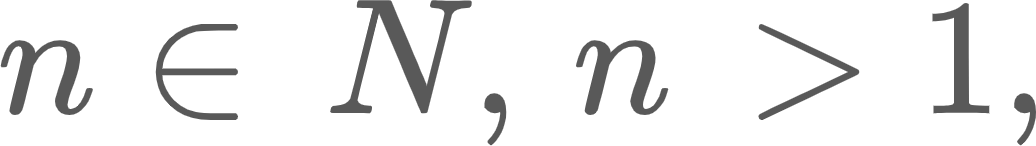 n ∈ N, n > 1,